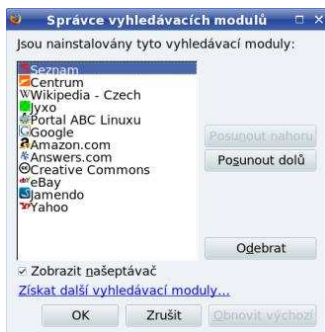 Správce vyhledávacích modulů
Jsou nainstalovány tyto vyhledávací moduly:
Seznam
Centrum
Wikipedia - Czech
Jyxo
Portal ABC Linuxu
Google
Amazon.com
Answers.com
Creative Commons
eBay
Jamendo
Yahoo
Posunout nahoru
Posunout dolů
Odebrat
Zobrazit našeptávač
Získat další vyhledávací moduly...
OK
Zrušit
Obnovit výchozí